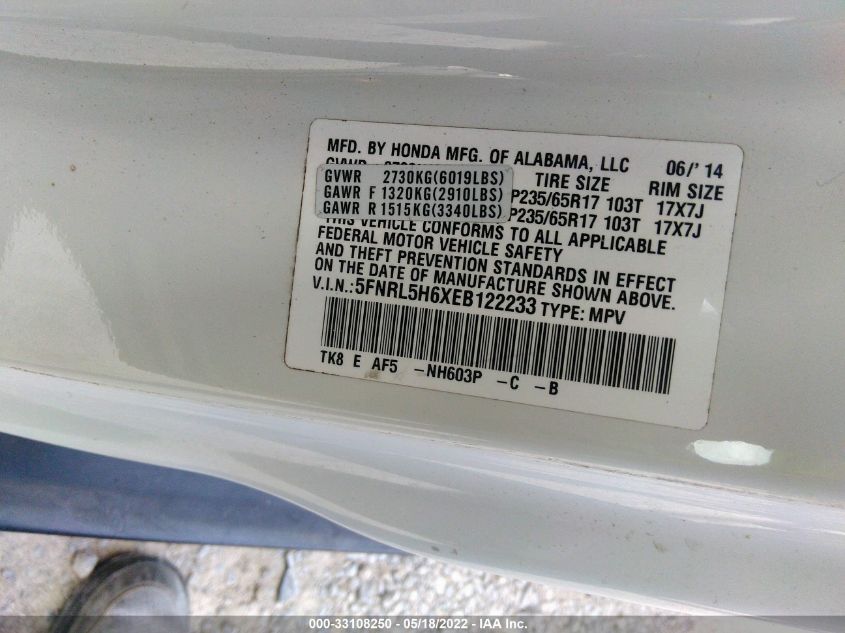 MFD. BY HONDA MFG. OF ALABAMA, LLC 06/'14
TIRE SIZE RIM SIZE
GVWR 2730KG(6019LBS)
GAWR F 1320KG(2910LBS) P235/65R17 103T 17X7J
GAWR R 1515KG(3340LBS) P235/65R17 103T 17X7J
THIS VEHICLE CONFORMS TO ALL APPLICABLE
FEDERAL MOTOR VEHICLE SAFETY
AND THEFT PREVENTION STANDARDS IN EFFECT
ON THE DATE OF MANUFACTURE SHOWN ABOVE.
V.I.N.:5FNRL5H6XEB122233 TYPE: MPV
TK8 E AF5 -NH603P -C -B
000-33108250 - 05/18/2022 - IAA Inc.